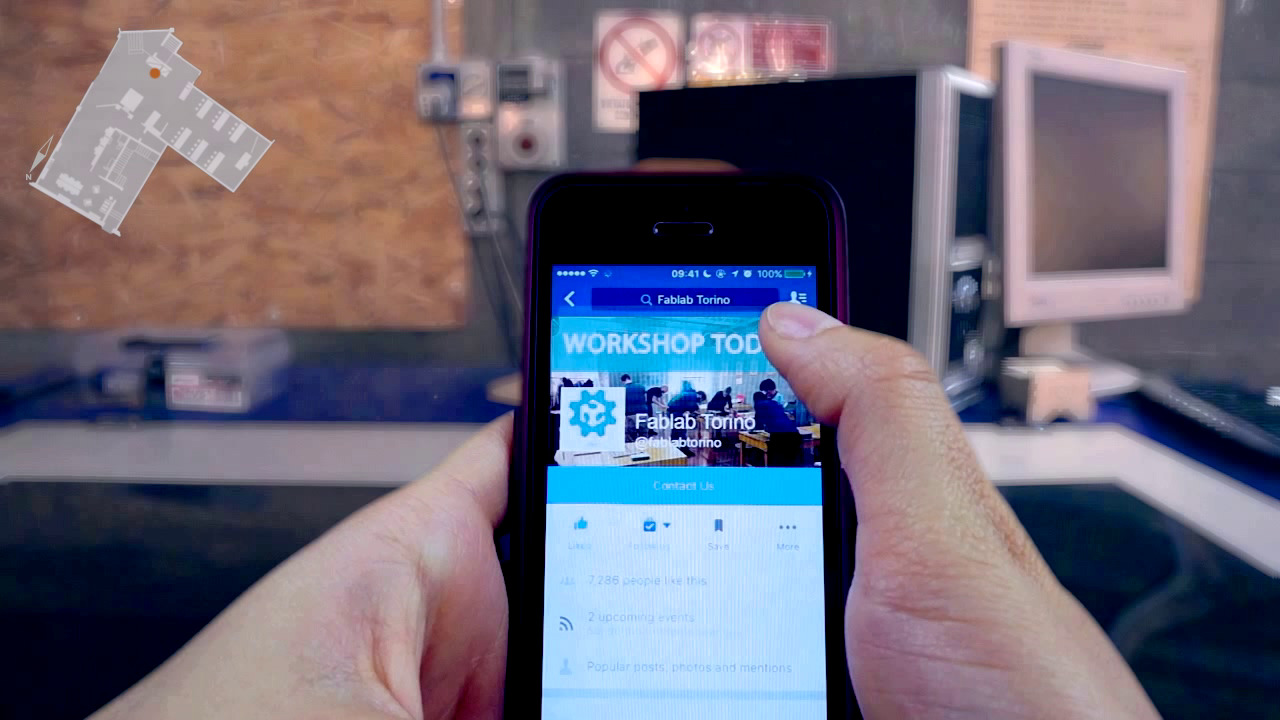 N
09:41
100%
Fablab Torino
WORKSHOP TOD
Fablab Torino
@fablabtorino
Contact Us
Liked
Following
Save
More
7,286 people like this
2 upcoming events
Popular posts, photos and mentions